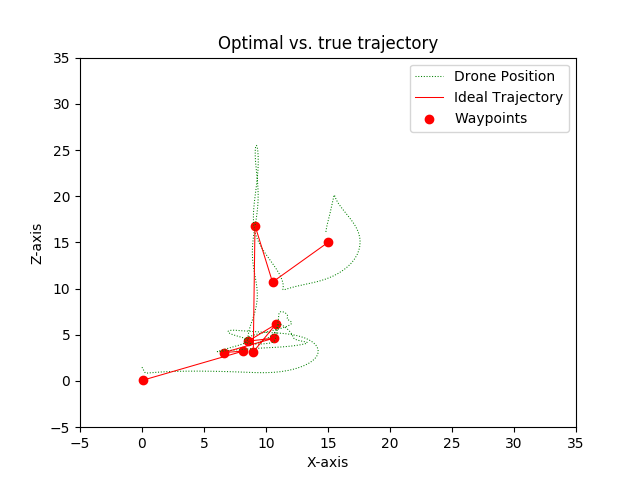 Optimal vs. true trajectory
Drone Position
Ideal Trajectory
Waypoints
35
30
25
20
15
10
5
0
−5
Z-axis
−5 0 5 10 15 20 25 30 35
X-axis